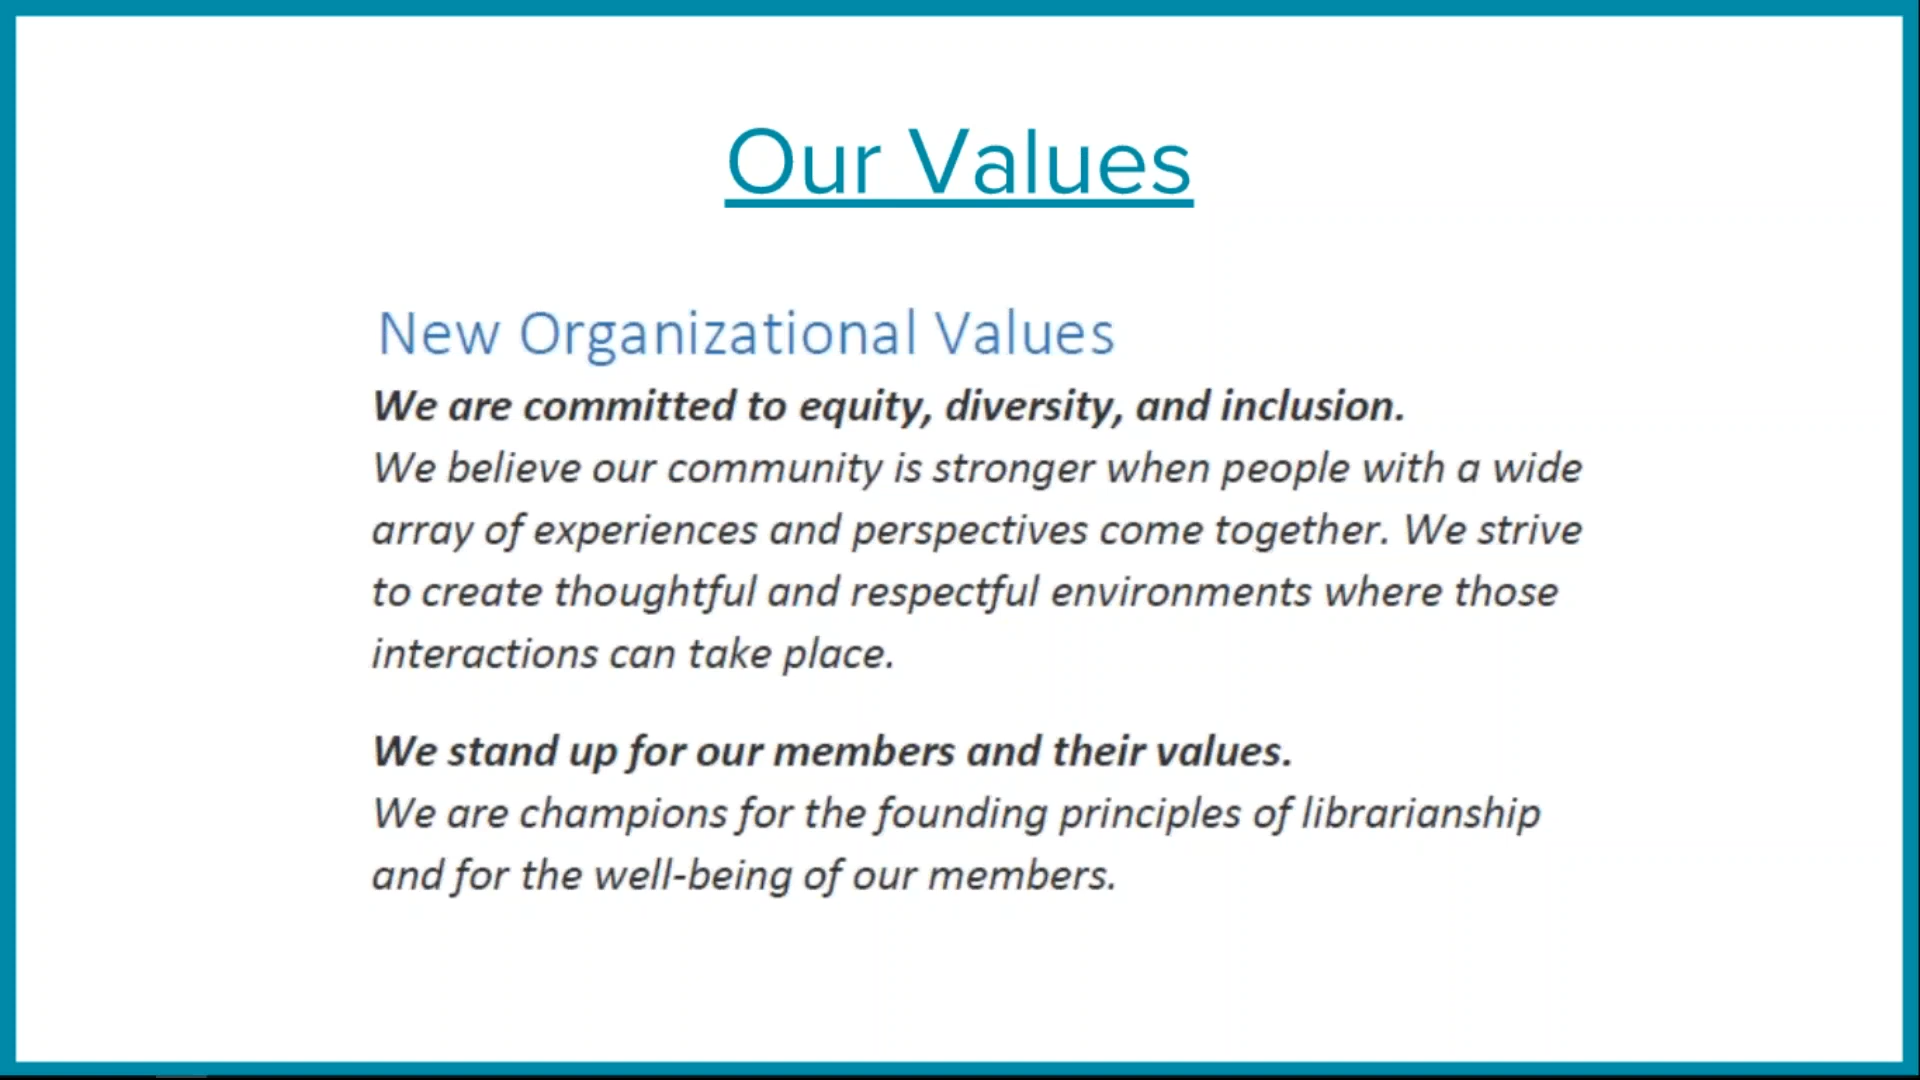 Our Values
New Organizational Values
We are committed to equity, diversity, and inclusion.
We believe our community is stronger when people with a wide
array of experiences and perspectives come together. We strive
to create thoughtful and respectful environments where those
interactions can take place.
We stand up for our members and their values.
We are champions for the founding principles of librarianship
and for the well-being of our members.